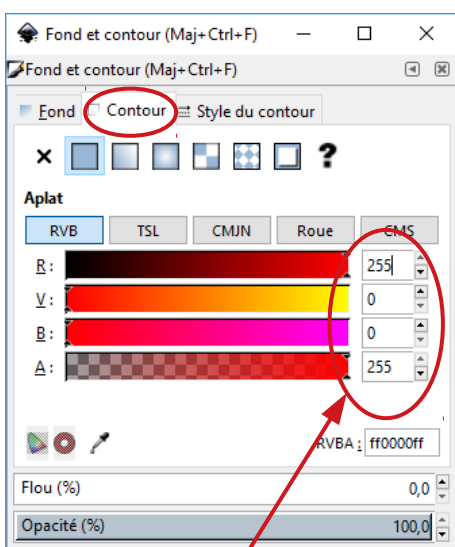 Fond et contour (Maj+Ctrl+F)
Fond et contour (Maj+Ctrl+F)
Fond Contour Style du contour
?
Aplat
RVB TSL CMJN Roue CMS
R : 255
V : 0
B : 0
A : 255
RVBA : ff0000ff
Flou (%) 0,0
Opacité (%) 100,0